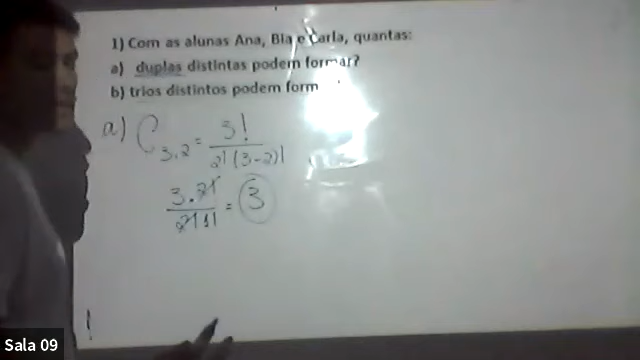 1) Com as alunas Ana, Bia e Carla, quantas:
a) duplas distintas podem formar?
b) trios distintos podem form
a) C3,2 = 3! / 2!(3-2)!
3.2! / 2!1! = 3
Sala 09